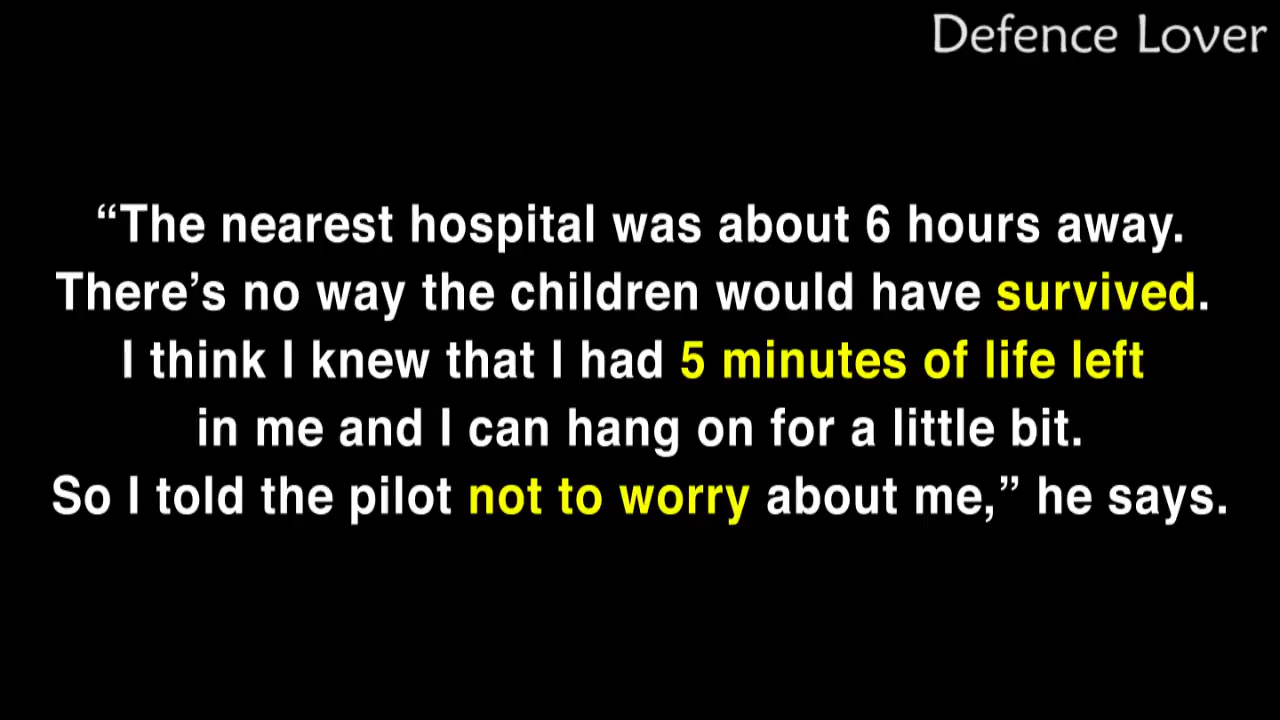 Defence Lover
“The nearest hospital was about 6 hours away.
There’s no way the children would have survived.
I think I knew that I had 5 minutes of life left
in me and I can hang on for a little bit.
So I told the pilot not to worry about me,” he says.